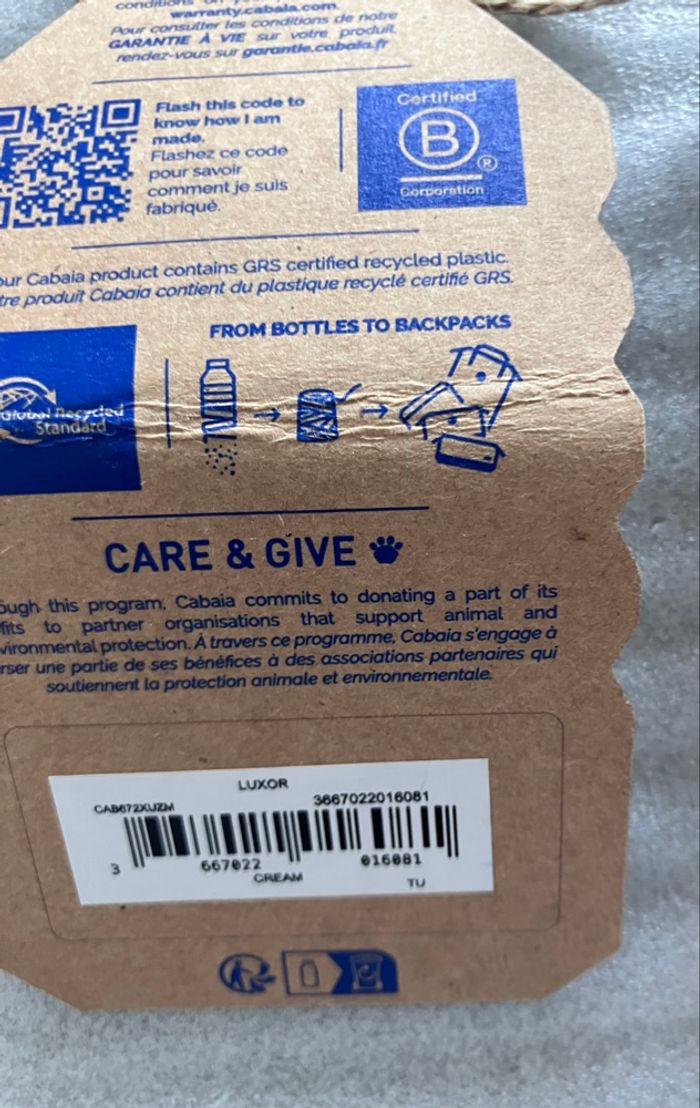 conditions
warranty.cabaia.com.
Pour consulter les conditions de notre
GARANTIE À VIE sur votre produit,
rendez-vous sur garantie.cabaia.fr
Flash this code to
know how I am
made.
Flashez ce code
pour savoir
comment je suis
fabriqué.
Certified
B
®
Corporation
our Cabaia product contains GRS certified recycled plastic.
tre produit Cabaia contient du plastique recyclé certifié GRS.
FROM BOTTLES TO BACKPACKS
Global Recycled
Standard
CARE & GIVE
ough this program, Cabaia commits to donating a part of its
fits to partner organisations that support animal and
vironmental protection. À travers ce programme, Cabaia s'engage à
rser une partie de ses bénéfices à des associations partenaires qui
soutiennent la protection animale et environnementale.
LUXOR
CAB672XUZM 3667022016081
3 667022 016081
CREAM TU